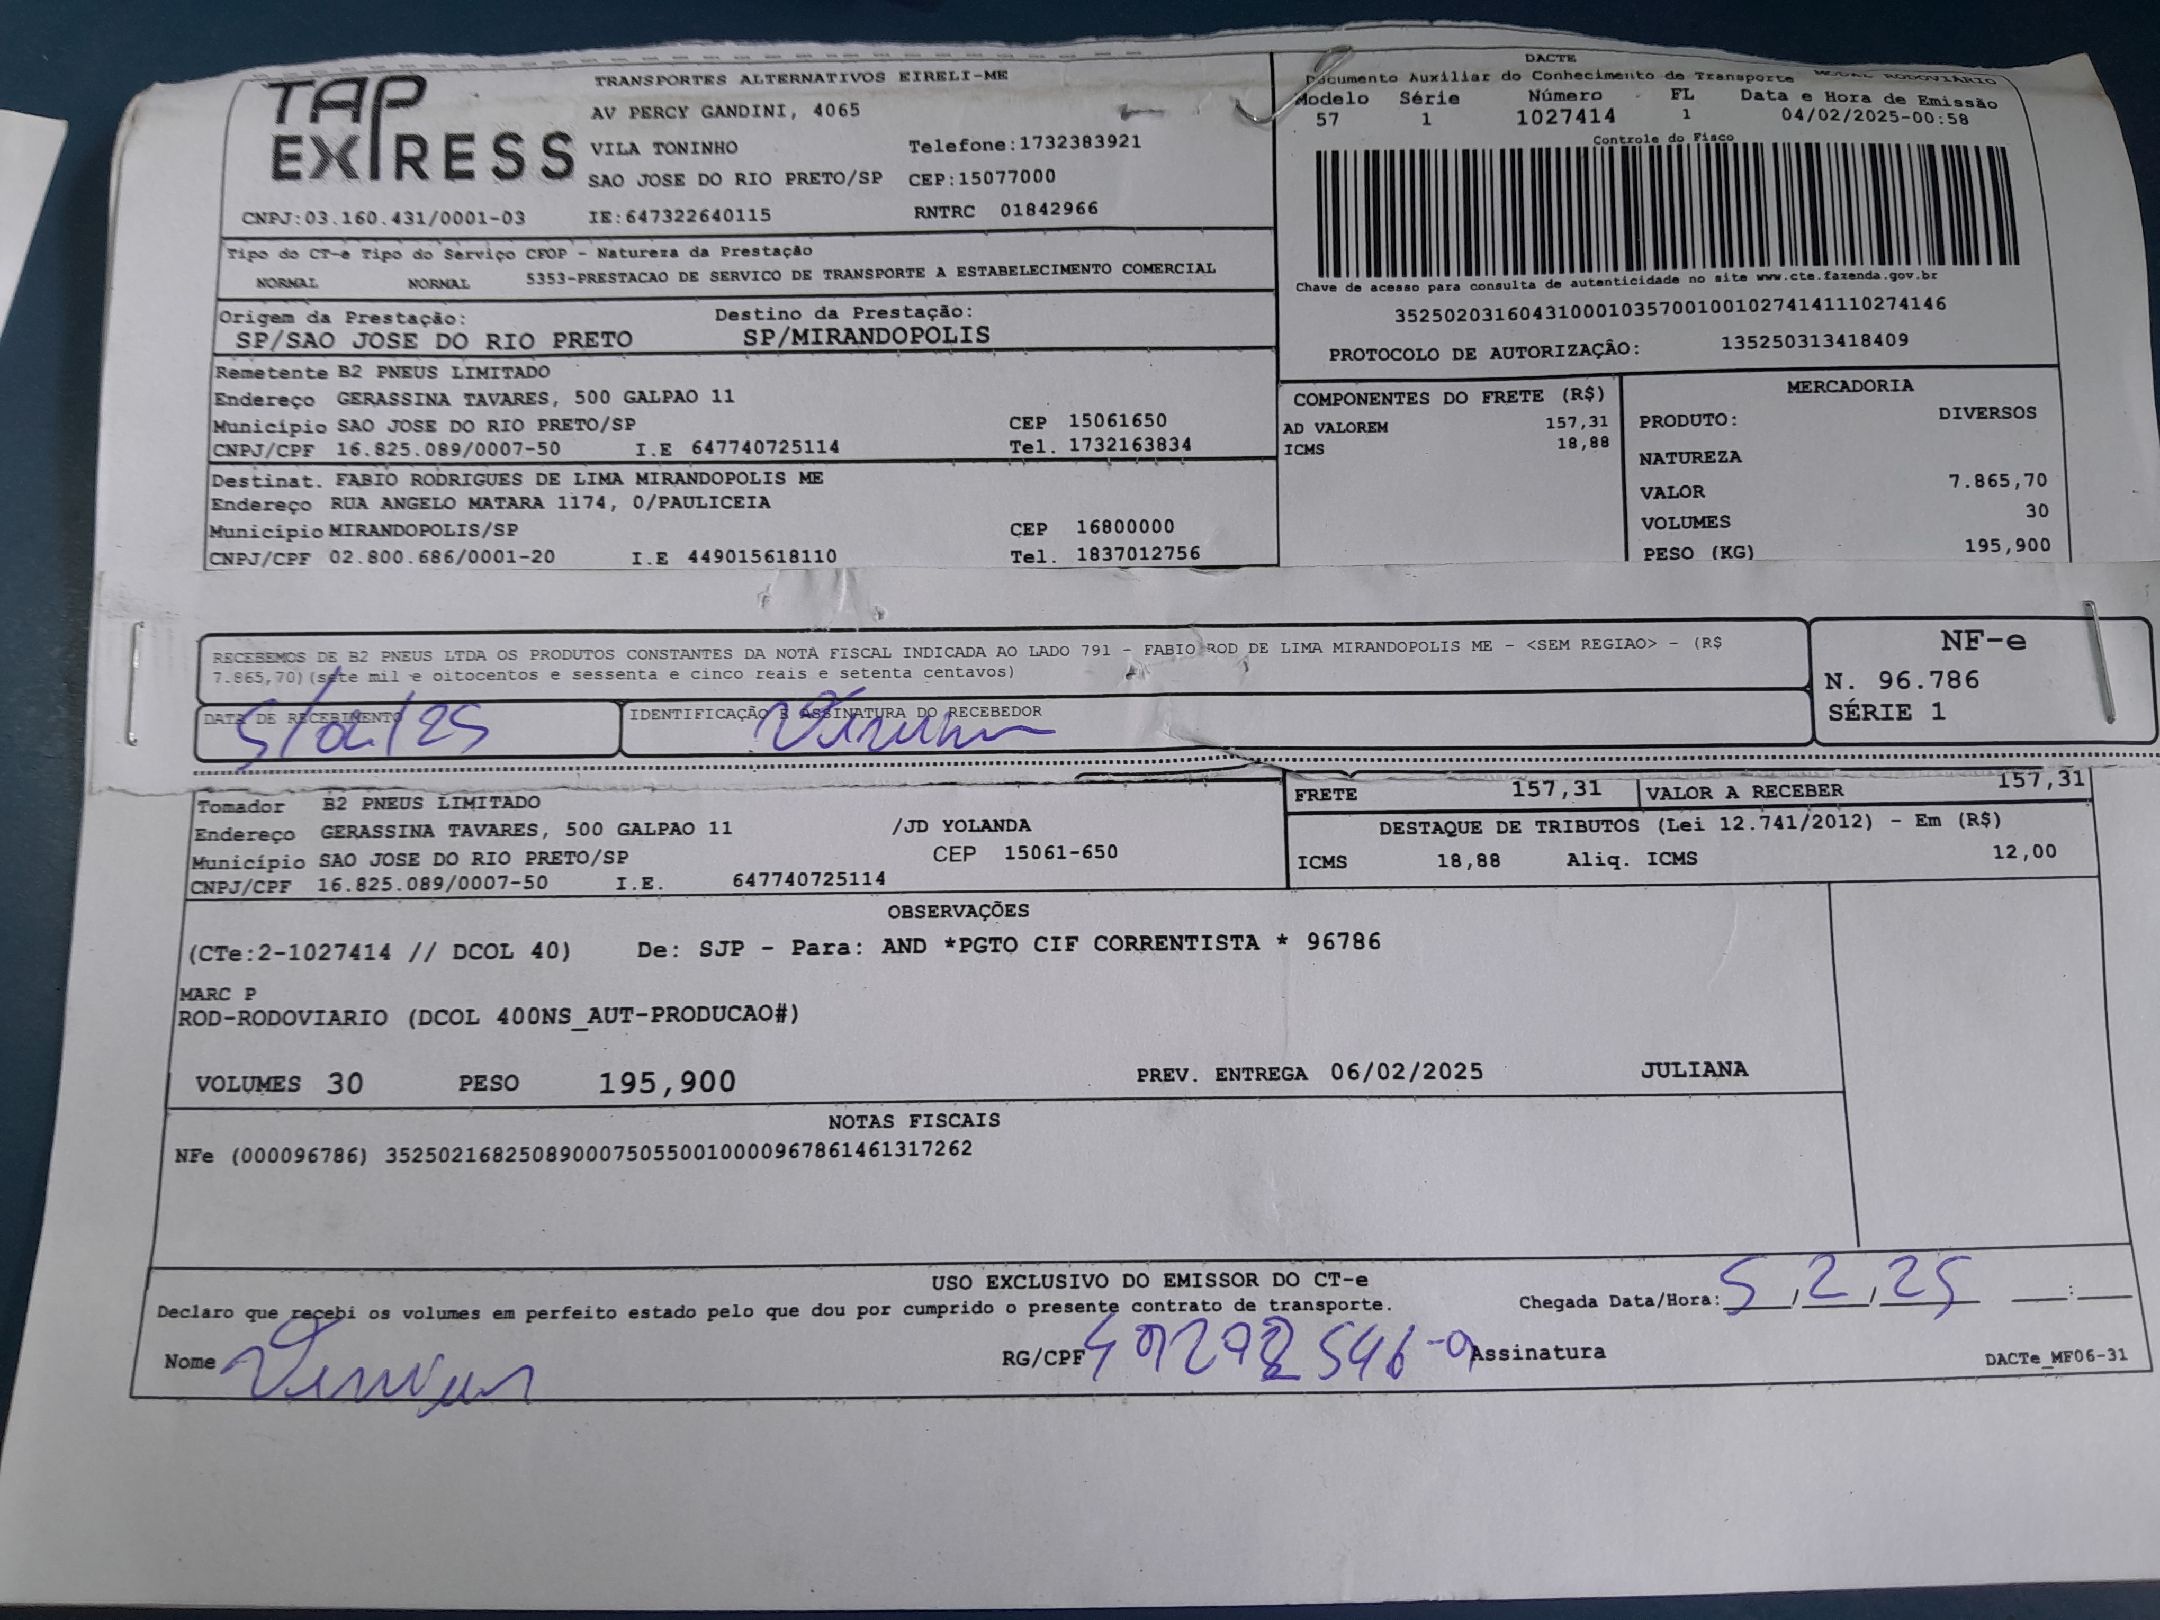 TAP EXPRESS
TRANSPORTES ALTERNATIVOS EIRELI-ME
AV PERCY GANDINI, 4065
VILA TONINHO Telefone:1732383921
SAO JOSE DO RIO PRETO/SP CEP:15077000
CNPJ:03.160.431/0001-03 IE:647322640115 RNTRC 01842966
DACTE
Documento Auxiliar do Conhecimento de Transporte MODAL RODOVIÁRIO
Modelo Série Número FL Data e Hora de Emissão
57 1 1027414 1 04/02/2025-00:58
Controle do Fisco
Chave de acesso para consulta de autenticidade no site www.cte.fazenda.gov.br
35250203160431000103570010010274141110274146
PROTOCOLO DE AUTORIZAÇÃO: 135250313418409
Tipo do CT-e Tipo do Serviço CFOP - Natureza da Prestação
NORMAL NORMAL 5353-PRESTACAO DE SERVICO DE TRANSPORTE A ESTABELECIMENTO COMERCIAL
Origem da Prestação: Destino da Prestação:
SP/SAO JOSE DO RIO PRETO SP/MIRANDOPOLIS
Remetente B2 PNEUS LIMITADO
Endereço GERASSINA TAVARES, 500 GALPAO 11
Município SAO JOSE DO RIO PRETO/SP CEP 15061650
CNPJ/CPF 16.825.089/0007-50 I.E 647740725114 Tel. 1732163834
Destinat. FABIO RODRIGUES DE LIMA MIRANDOPOLIS ME
Endereço RUA ANGELO MATARA 1174, 0/PAULICEIA
Município MIRANDOPOLIS/SP CEP 16800000
CNPJ/CPF 02.800.686/0001-20 I.E 449015618110 Tel. 1837012756
COMPONENTES DO FRETE (R$)
AD VALOREM 157,31
ICMS 18,88
MERCADORIA
PRODUTO: DIVERSOS
NATUREZA
VALOR 7.865,70
VOLUMES 30
PESO (KG) 195,900
RECEBEMOS DE B2 PNEUS LTDA OS PRODUTOS CONSTANTES DA NOTA FISCAL INDICADA AO LADO 791 - FABIO ROD DE LIMA MIRANDOPOLIS ME - <SEM REGIAO> - (R$
7.865,70)(sete mil e oitocentos e sessenta e cinco reais e setenta centavos)
DATA DE RECEBIMENTO IDENTIFICAÇÃO E ASSINATURA DO RECEBEDOR
5/02/25
NF-e
N. 96.786
SÉRIE 1
Tomador B2 PNEUS LIMITADO
Endereço GERASSINA TAVARES, 500 GALPAO 11 /JD YOLANDA
Município SAO JOSE DO RIO PRETO/SP CEP 15061-650
CNPJ/CPF 16.825.089/0007-50 I.E. 647740725114
FRETE 157,31 VALOR A RECEBER 157,31
DESTAQUE DE TRIBUTOS (Lei 12.741/2012) - Em (R$)
ICMS 18,88 Aliq. ICMS 12,00
OBSERVAÇÕES
(CTe:2-1027414 // DCOL 40) De: SJP - Para: AND *PGTO CIF CORRENTISTA * 96786
MARC P
ROD-RODOVIARIO (DCOL 400NS_AUT-PRODUCAO#)
VOLUMES 30 PESO 195,900 PREV. ENTREGA 06/02/2025 JULIANA
NOTAS FISCAIS
NFe (000096786) 35250216825089000750550010000967861461317262
USO EXCLUSIVO DO EMISSOR DO CT-e
Declaro que recebi os volumes em perfeito estado pelo que dou por cumprido o presente contrato de transporte. Chegada Data/Hora: 5,2,25 :
Nome RG/CPF Assinatura
DACTe_MF06-31